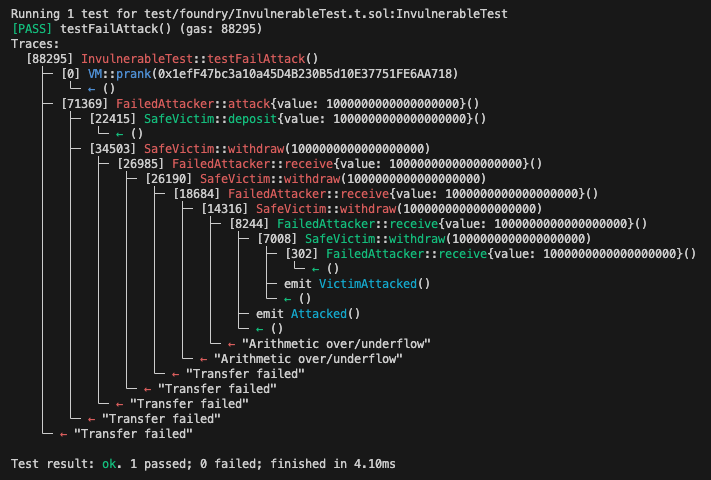 Running 1 test for test/foundry/InvulnerableTest.t.sol:InvulnerableTest
[PASS] testFailAttack() (gas: 88295)
Traces:
[88295] InvulnerableTest::testFailAttack()
├─ [0] VM::prank(0x1efF47bc3a10a45D4B230B5d10E37751FE6AA718)
│ └─ ← ()
├─ [71369] FailedAttacker::attack{value: 1000000000000000000}()
│ ├─ [22415] SafeVictim::deposit{value: 1000000000000000000}()
│ │ └─ ← ()
│ ├─ [34503] SafeVictim::withdraw(1000000000000000000)
│ │ ├─ [26985] FailedAttacker::receive{value: 1000000000000000000}()
│ │ │ ├─ [26190] SafeVictim::withdraw(1000000000000000000)
│ │ │ │ ├─ [18684] FailedAttacker::receive{value: 1000000000000000000}()
│ │ │ │ │ ├─ [14316] SafeVictim::withdraw(1000000000000000000)
│ │ │ │ │ │ ├─ [8244] FailedAttacker::receive{value: 1000000000000000000}()
│ │ │ │ │ │ │ ├─ [7008] SafeVictim::withdraw(1000000000000000000)
│ │ │ │ │ │ │ │ ├─ [302] FailedAttacker::receive{value: 1000000000000000000}()
│ │ │ │ │ │ │ │ │ └─ ← ()
│ │ │ │ │ │ │ │ ├─ emit VictimAttacked()
│ │ │ │ │ │ │ │ └─ ← ()
│ │ │ │ │ │ │ ├─ emit Attacked()
│ │ │ │ │ │ │ └─ ← ()
│ │ │ │ │ │ └─ ← "Arithmetic over/underflow"
│ │ │ │ │ └─ ← "Arithmetic over/underflow"
│ │ │ │ └─ ← "Transfer failed"
│ │ │ └─ ← "Transfer failed"
│ │ └─ ← "Transfer failed"
│ └─ ← "Transfer failed"
└─ ← "Transfer failed"
Test result: ok. 1 passed; 0 failed; finished in 4.10ms